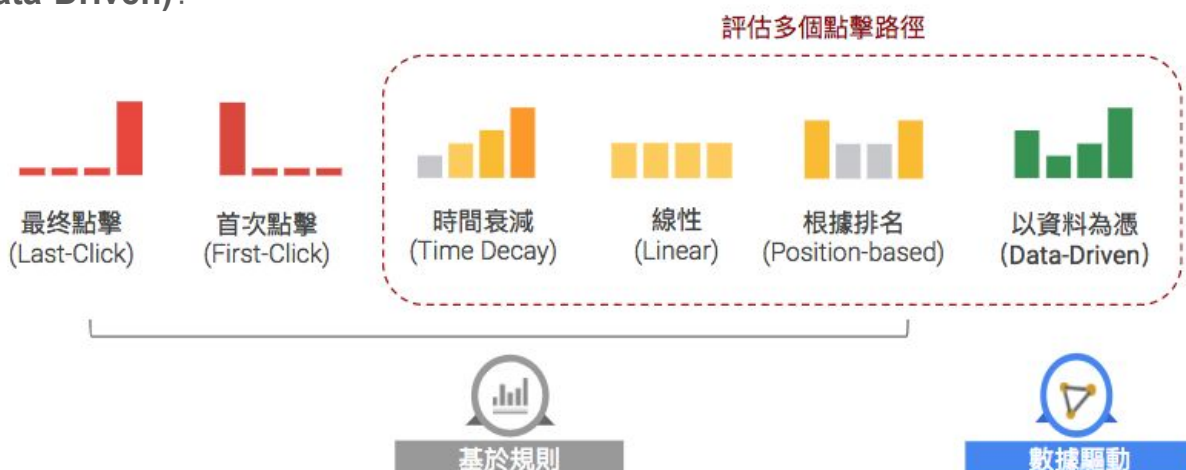 ata-Driven)
評估多個點擊路徑
最终點擊
(Last-Click)
首次點擊
(First-Click)
時間衰減
(Time Decay)
線性
(Linear)
根據排名
(Position-based)
以資料為憑
(Data-Driven)
基於規則
數據驅動